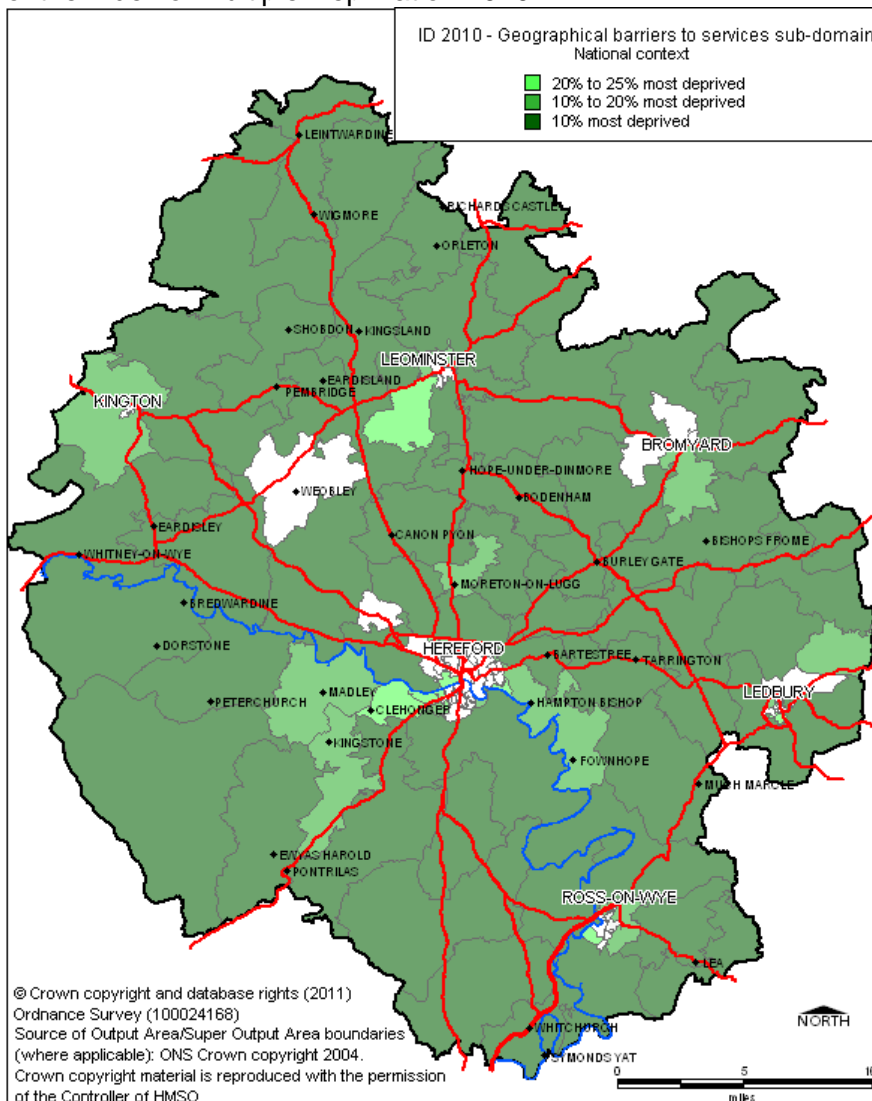 ID 2010 - Geographical barriers to services sub-domain
National context
20% to 25% most deprived
10% to 20% most deprived
10% most deprived
LEINTWARDINE
WIGMORE
RICHARDS CASTLE
ORLETON
SHOBDON
KINGSLAND
LEOMINSTER
EARDISLAND
PEMBRIDGE
KINGTON
BROMYARD
WEOBLEY
HOPE-UNDER-DINMORE
BODENHAM
EARDISLEY
CANON PYON
BISHOPS FROME
WHITNEY-ON-WYE
BURLEY GATE
MORETON-ON-LUGG
BREDWARDINE
DORSTONE
HEREFORD
BARTESTREE
TARRINGTON
LEDBURY
PETERCHURCH
MADLEY
CLEHONGER
HAMPTON BISHOP
KINGSTONE
FOWNHOPE
MUCH MARCLE
EWYAS HAROLD
PONTRILAS
ROSS-ON-WYE
LEA
WHITCHURCH
SYMONDS YAT
© Crown copyright and database rights (2011)
Ordnance Survey (100024168)
Source of Output Area/Super Output Area boundaries
(where applicable): ONS Crown copyright 2004.
Crown copyright material is reproduced with the permission
of the Controller of HMSO
NORTH
0 5 10
miles